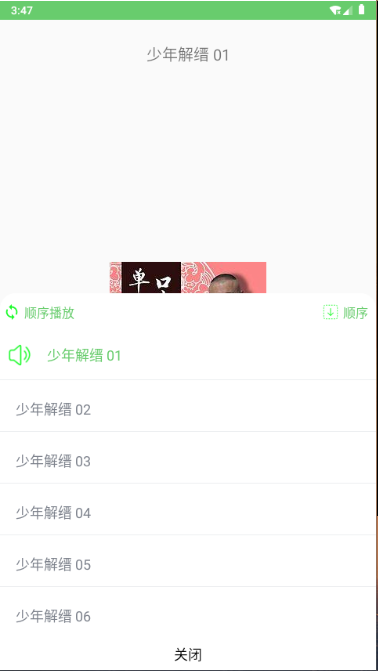 3:47
少年解缙 01
单口
顺序播放
顺序
少年解缙 01
少年解缙 02
少年解缙 03
少年解缙 04
少年解缙 05
少年解缙 06
关闭